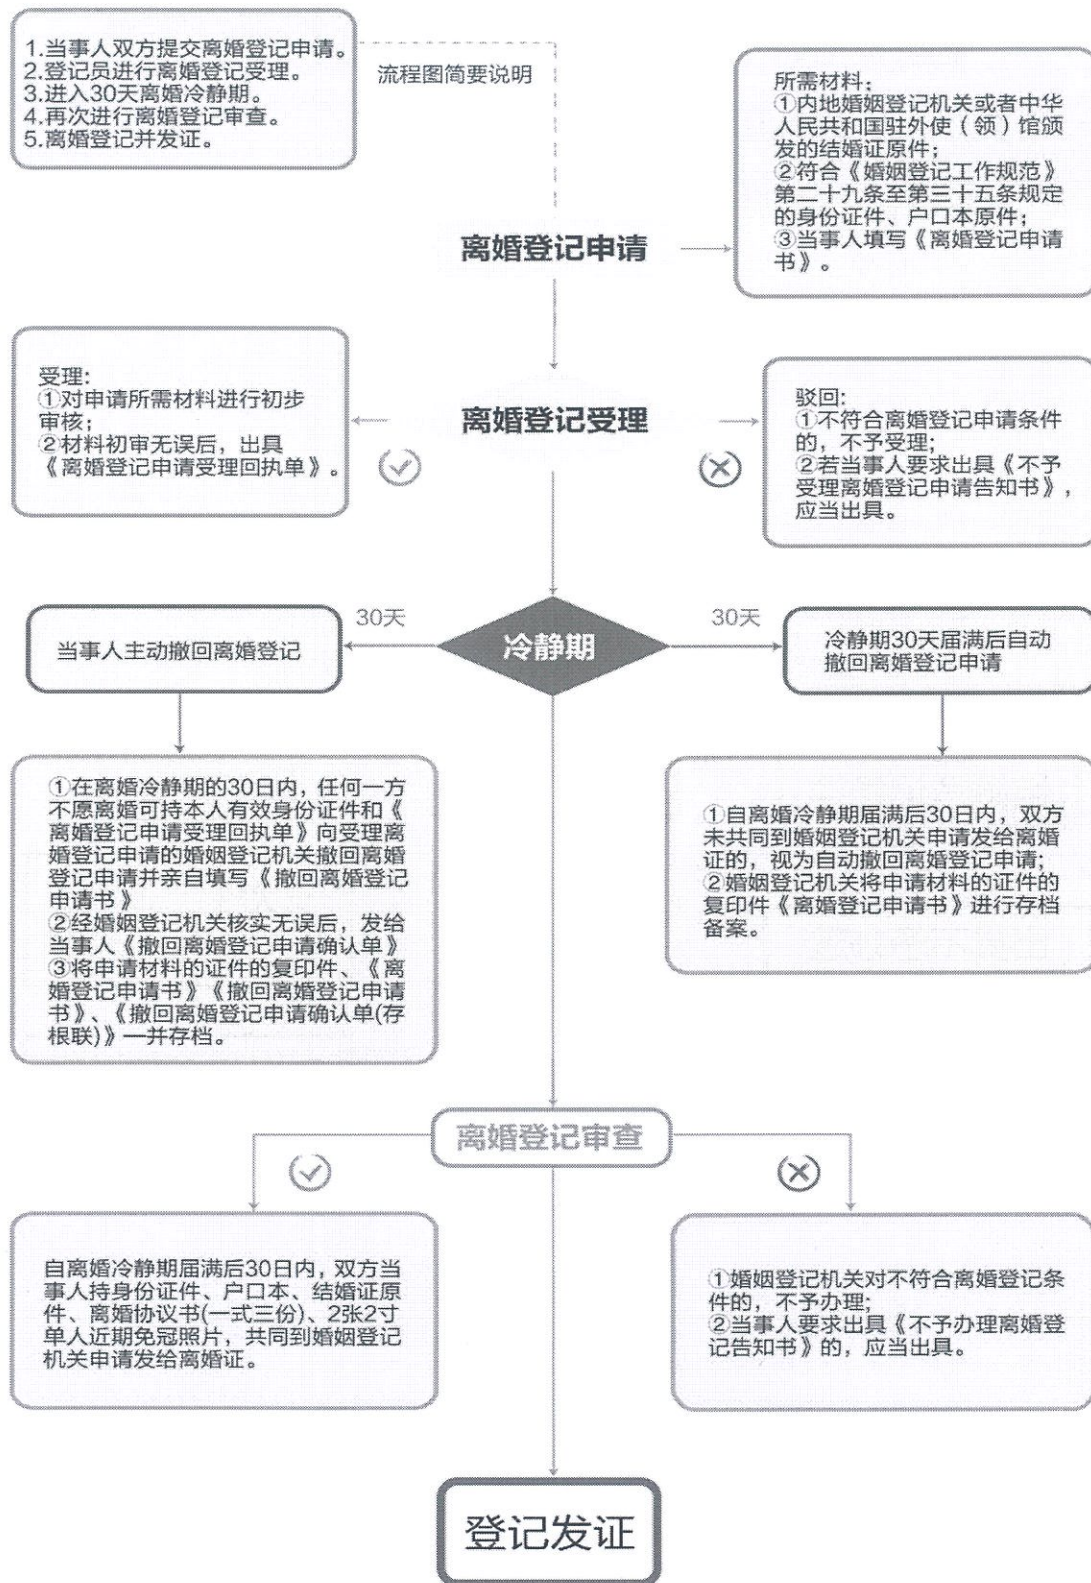 1.当事人双方提交离婚登记申请。
2.登记员进行离婚登记受理。
3.进入30天离婚冷静期。
4.再次进行离婚登记审查。
5.离婚登记并发证。
流程图简要说明
所需材料：
①内地婚姻登记机关或者中华
人民共和国驻外使（领）馆颁
发的结婚证原件；
②符合《婚姻登记工作规范》
第二十九条至第三十五条规定
的身份证件、户口本原件；
③当事人填写《离婚登记申请
书》。
离婚登记申请
受理：
①对申请所需材料进行初步
审核；
②材料初审无误后，出具
《离婚登记申请受理回执单》。
离婚登记受理
驳回：
①不符合离婚登记申请条件
的，不予受理；
②若当事人要求出具《不予
受理离婚登记申请告知书》，
应当出具。
当事人主动撤回离婚登记
30天
冷静期
30天
冷静期30天届满后自动
撤回离婚登记申请
①在离婚冷静期的30日内，任何一方
不愿离婚可持本人有效身份证件和《
离婚登记申请受理回执单》向受理离
婚登记申请的婚姻登记机关撤回离婚
登记申请并亲自填写《撤回离婚登记
申请书》
②经婚姻登记机关核实无误后，发给
当事人《撤回离婚登记申请确认单》
③将申请材料的证件的复印件、《离
婚登记申请书》《撤回离婚登记申请
书》、《撤回离婚登记申请确认单(存
根联)》一并存档。
①自离婚冷静期届满后30日内，双方
未共同到婚姻登记机关申请发给离婚
证的，视为自动撤回离婚登记申请；
②婚姻登记机关将申请材料的证件的
复印件《离婚登记申请书》进行存档
备案。
离婚登记审查
自离婚冷静期届满后30日内，双方当
事人持身份证件、户口本、结婚证原
件、离婚协议书(一式三份)、2张2寸
单人近期免冠照片，共同到婚姻登记
机关申请发给离婚证。
①婚姻登记机关对不符合离婚登记条
件的，不予办理；
②当事人要求出具《不予办理离婚登
记告知书》的，应当出具。
登记发证